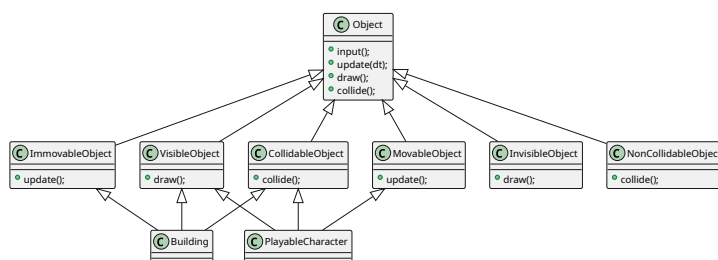 C Object
input();
update(dt);
draw();
collide();
C ImmovableObject
update();
C VisibleObject
draw();
C CollidableObject
collide();
C MovableObject
update();
C InvisibleObject
draw();
C NonCollidableObjec
collide();
C Building
C PlayableCharacter